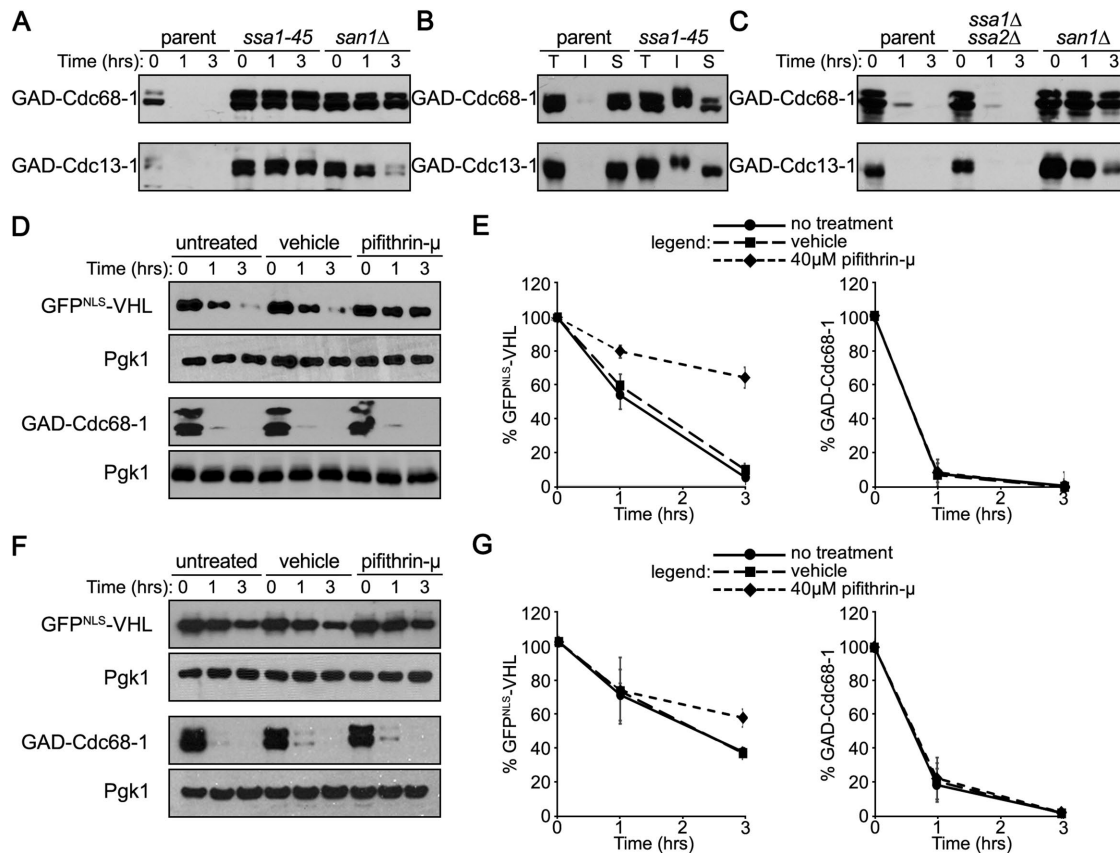 A
parent ssa1-45 san1Δ
Time (hrs): 0 1 3 0 1 3 0 1 3
GAD-Cdc68-1
GAD-Cdc13-1
B
parent ssa1-45
T I S T I S
GAD-Cdc68-1
GAD-Cdc13-1
C
ssa1Δ
parent ssa2Δ san1Δ
Time (hrs): 0 1 3 0 1 3 0 1 3
GAD-Cdc68-1
GAD-Cdc13-1
D
untreated vehicle pifithrin-μ
Time (hrs): 0 1 3 0 1 3 0 1 3
GFPᴺᴸˢ-VHL
Pgk1
GAD-Cdc68-1
Pgk1
E
no treatment
legend: vehicle
40μM pifithrin-μ
% GFPᴺᴸˢ-VHL
120
100
80
60
40
20
0
0 1 2 3
Time (hrs)
% GAD-Cdc68-1
120
100
80
60
40
20
0
0 1 2 3
Time (hrs)
F
untreated vehicle pifithrin-μ
Time (hrs): 0 1 3 0 1 3 0 1 3
GFPᴺᴸˢ-VHL
Pgk1
GAD-Cdc68-1
Pgk1
G
no treatment
legend: vehicle
40μM pifithrin-μ
% GFPᴺᴸˢ-VHL
120
100
80
60
40
20
0
0 1 2 3
Time (hrs)
% GAD-Cdc68-1
120
100
80
60
40
20
0
0 1 2 3
Time (hrs)